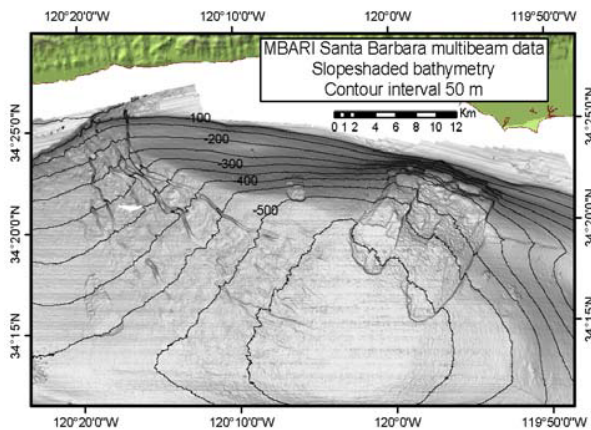 120°20'0"W 120°10'0"W 120°0'0"W 119°50'0"W
MBARI Santa Barbara multibeam data
Slopeshaded bathymetry
Contour interval 50 m
Km
0 1 2 4 6 8 10 12
34°25'0"N
34°20'0"N
34°15'0"N
-100
-200
-300
-400
-500
34°25'0"N
34°20'0"N
34°15'0"N
120°20'0"W 120°10'0"W 120°0'0"W 119°50'0"W